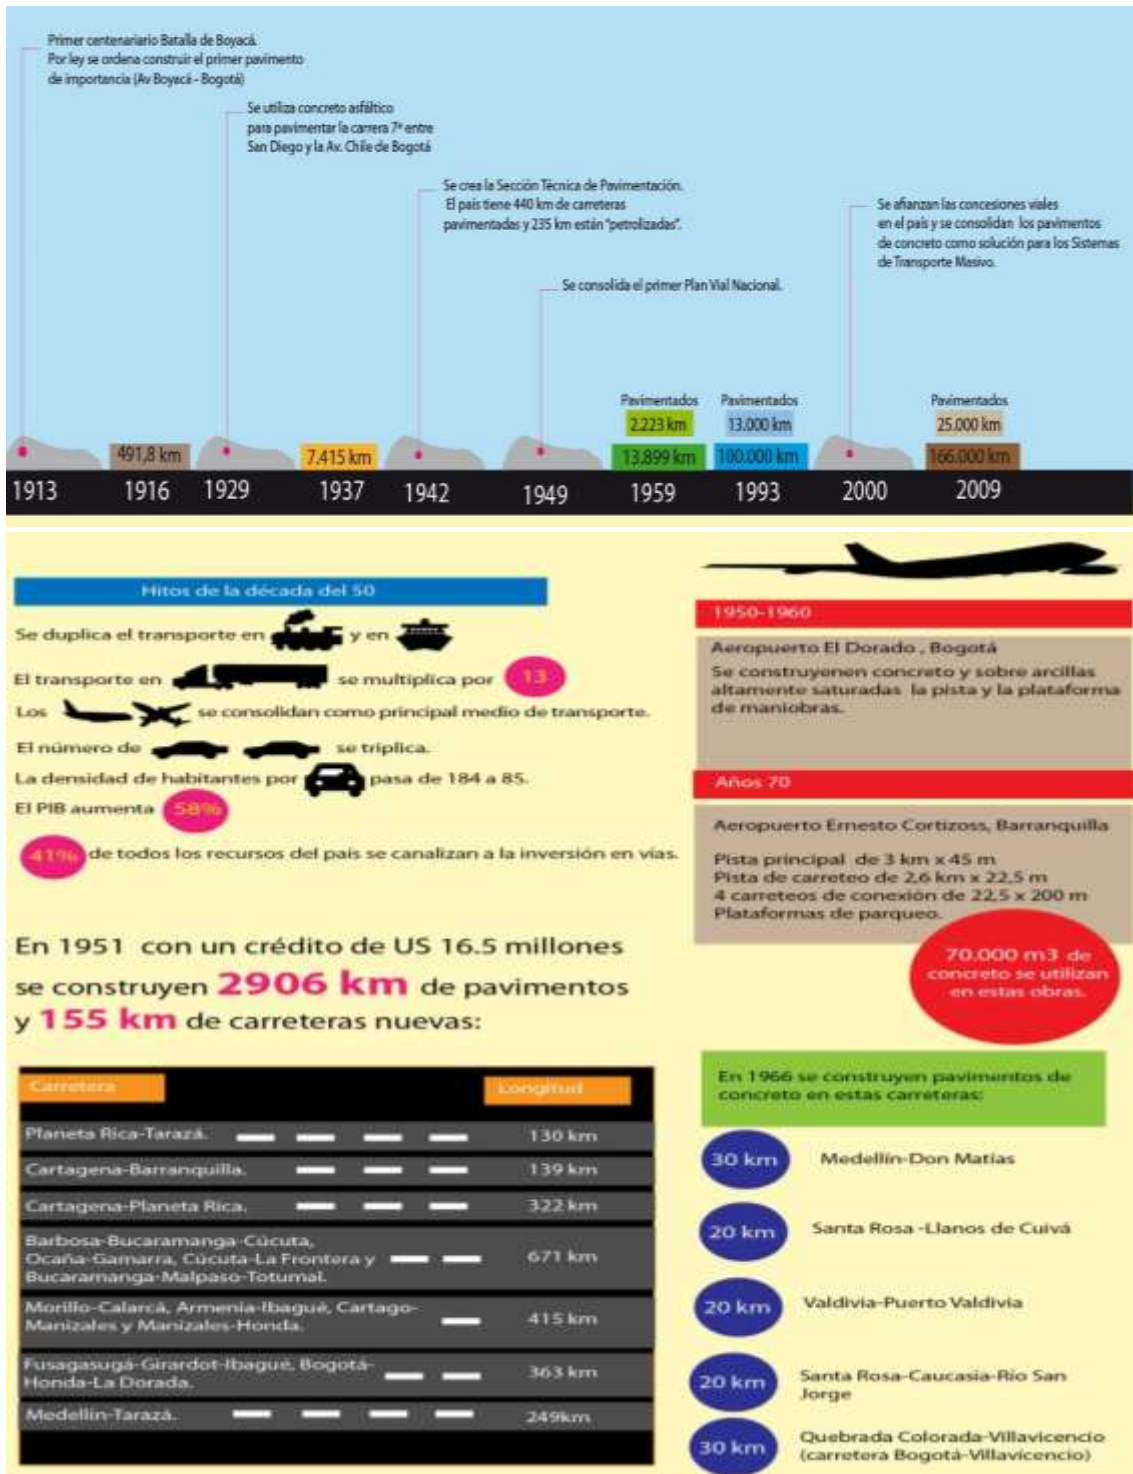 Primer centenariario Batalla de Boyacá.
Por ley se ordena construir el primer pavimento
de importancia (Av Boyacá - Bogotá)
Se utiliza concreto asfáltico
para pavimentar la carrera 7ª entre
San Diego y la Av. Chile de Bogotá
Se crea la Sección Técnica de Pavimentación.
El país tiene 440 km de carreteras
pavimentadas y 235 km están "petrolizadas".
Se consolida el primer Plan Vial Nacional.
Se afianzan las concesiones viales
en el país y se consolidan los pavimentos
de concreto como solución para los Sistemas
de Transporte Masivo.
Pavimentados Pavimentados Pavimentados
2.223 km 13.000 km 25.000 km
491,8 km 7.415 km 13.899 km 100.000 km 166.000 km
1913 1916 1929 1937 1942 1949 1959 1993 2000 2009
Hitos de la década del 50
Se duplica el transporte en y en
El transporte en se multiplica por 13
Los se consolidan como principal medio de transporte.
El número de se triplica.
La densidad de habitantes por pasa de 184 a 85.
El PIB aumenta 58%
41% de todos los recursos del país se canalizan a la inversión en vías.
En 1951 con un crédito de US 16.5 millones
se construyen 2906 km de pavimentos
y 155 km de carreteras nuevas:
Carretera Longitud
Planeta Rica-Tarazá. 130 km
Cartagena-Barranquilla. 139 km
Cartagena-Planeta Rica. 322 km
Barbosa-Bucaramanga-Cúcuta,
Ocaña-Gamarra, Cúcuta-La Frontera y 671 km
Bucaramanga-Malpaso-Totumal.
Morillo-Calarcá, Armenia-Ibagué, Cartago-
Manizales y Manizales-Honda. 415 km
Fusagasugá-Girardot-Ibagué, Bogotá-
Honda-La Dorada. 363 km
Medellín-Tarazá. 249km
1950-1960
Aeropuerto El Dorado , Bogotá
Se construyenen concreto y sobre arcillas
altamente saturadas la pista y la plataforma
de maniobras.
Años 70
Aeropuerto Ernesto Cortizoss, Barranquilla
Pista principal de 3 km x 45 m
Pista de carreteo de 2,6 km x 22,5 m
4 carreteos de conexión de 22,5 x 200 m
Plataformas de parqueo.
70.000 m3 de
concreto se utilizan
en estas obras.
En 1966 se construyen pavimentos de
concreto en estas carreteras:
30 km Medellín-Don Matías
20 km Santa Rosa -Llanos de Cuivá
20 km Valdivia-Puerto Valdivia
20 km Santa Rosa-Caucasia-Río San
Jorge
30 km Quebrada Colorada-Villavicencio
(carretera Bogotá-Villavicencio)